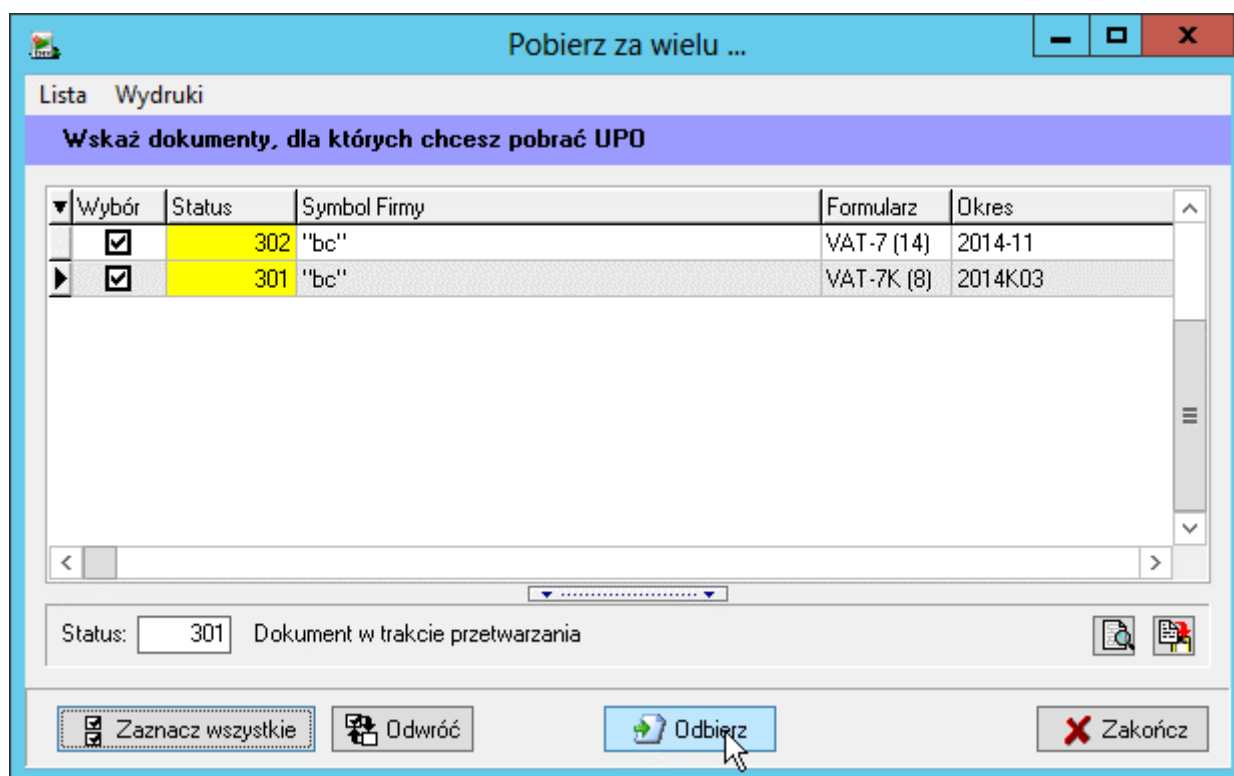 Pobierz za wielu ...
Lista Wydruki
Wskaż dokumenty, dla których chcesz pobrać UPO
Wybór Status Symbol Firmy Formularz Okres
302 "bc" VAT-7 (14) 2014-11
301 "bc" VAT-7K (8) 2014K03
Status: 301 Dokument w trakcie przetwarzania
Zaznacz wszystkie Odwróć Odbierz Zakończ